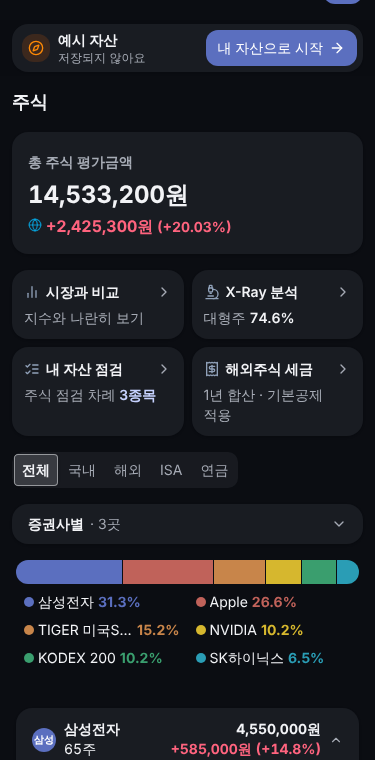 예시 자산
저장되지 않아요
내 자산으로 시작 →
주식
총 주식 평가금액
14,533,200원
+2,425,300원 (+20.03%)
시장과 비교
지수와 나란히 보기
X-Ray 분석
대형주 74.6%
내 자산 점검
주식 점검 차례 3종목
해외주식 세금
1년 합산 · 기본공제
적용
전체 국내 해외 ISA 연금
증권사별 · 3곳
삼성전자 31.3% Apple 26.6%
TIGER 미국S... 15.2% NVIDIA 10.2%
KODEX 200 10.2% SK하이닉스 6.5%
삼성 삼성전자 4,550,000원
65주 +585,000원 (+14.8%)